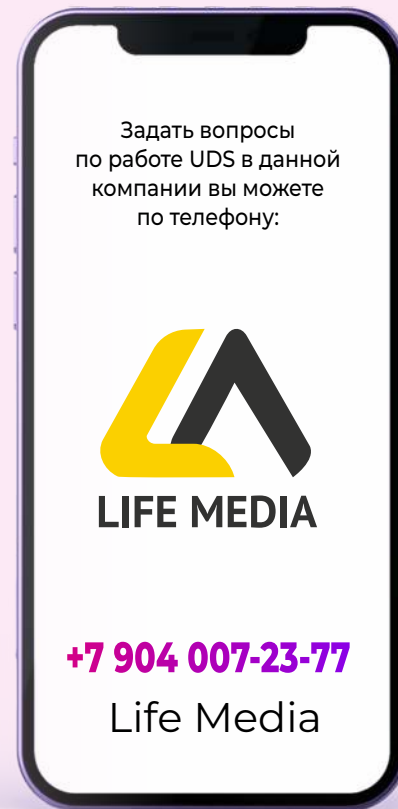 Задать вопросы
по работе UDS в данной
компании вы можете
по телефону:
LIFE MEDIA
+7 904 007-23-77
Life Media